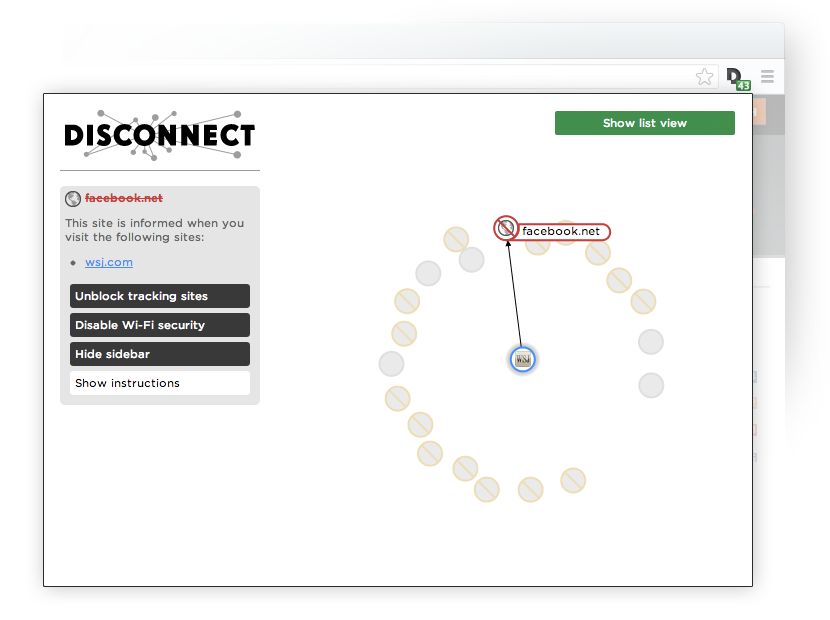 D
43
DISCONNECT
Show list view
facebook.net
This site is informed when you
visit the following sites:
wsj.com
Unblock tracking sites
Disable Wi-Fi security
Hide sidebar
Show instructions
facebook.net
WSJ